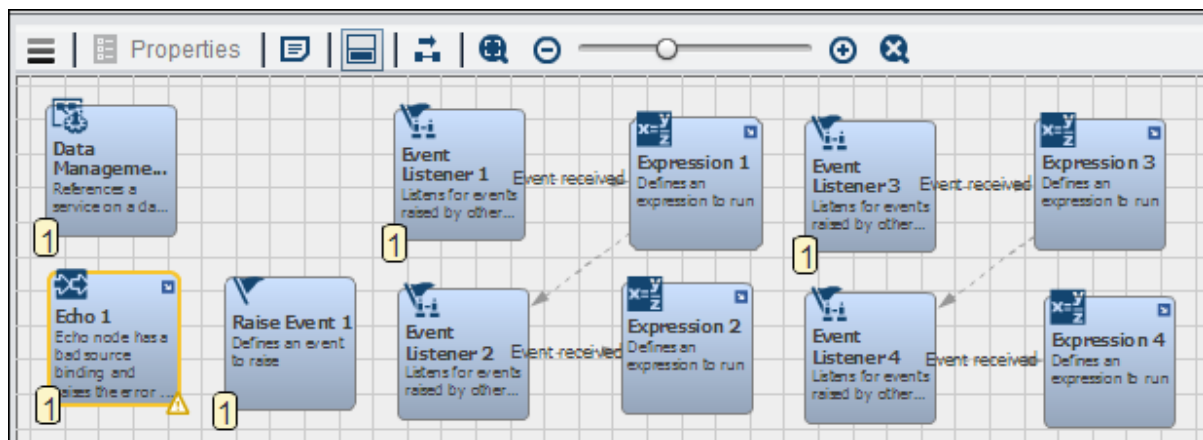 Properties
Data
Manageme...
References a
service on a da...
1
Event
Listener 1
Listens for events
raised by other...
1
Event received
x=y/z
Expression 1
Defines an
expression to run
Event
Listener 3
Listens for events
raised by other...
1
Event received
x=y/z
Expression 3
Defines an
expression to run
Echo 1
Echo node has a
bad source
binding and
raises the error ...
1
Raise Event 1
Defines an event
to raise
1
Event
Listener 2
Listens for events
raised by other...
Event received
x=y/z
Expression 2
Defines an
expression to run
Event
Listener 4
Listens for events
raised by other...
Event received
x=y/z
Expression 4
Defines an
expression to run